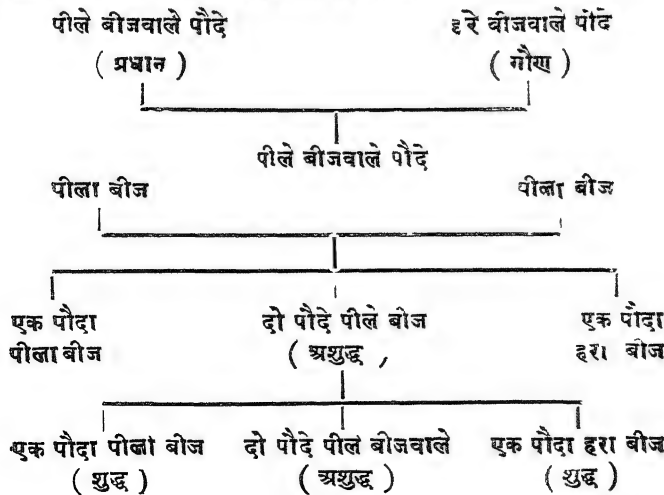 पीले बीजवाले पौदे हरे बीजवाले पौदे
( प्रधान ) ( गौण )
पीले बीजवाले पौदे
पीला बीज पीला बीज
एक पौदा दो पौदे पीले बीज एक पौदा
पीला बीज ( अशुद्ध , हरा बीज
एक पौदा पीला बीज दो पौदे पीले बीजवाले एक पौदा हरा बीज
( शुद्ध ) ( अशुद्ध ) ( शुद्ध )